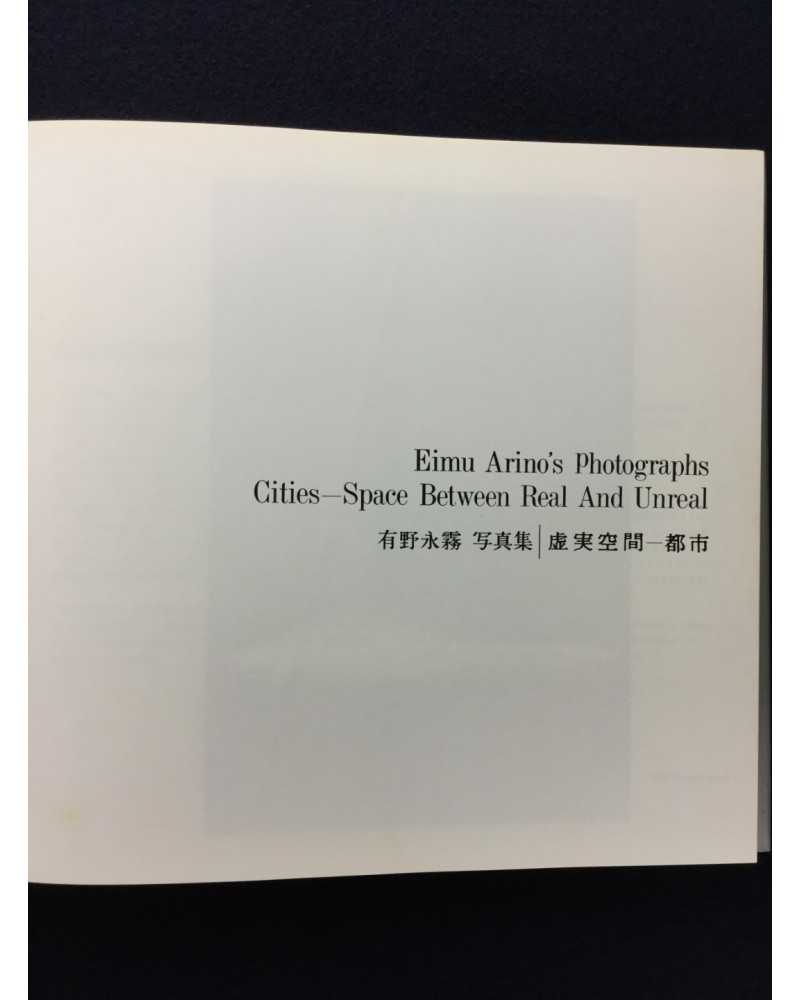 Eimu Arino's Photographs
Cities—Space Between Real And Unreal
有野永霧 写真集|虚実空間—都市